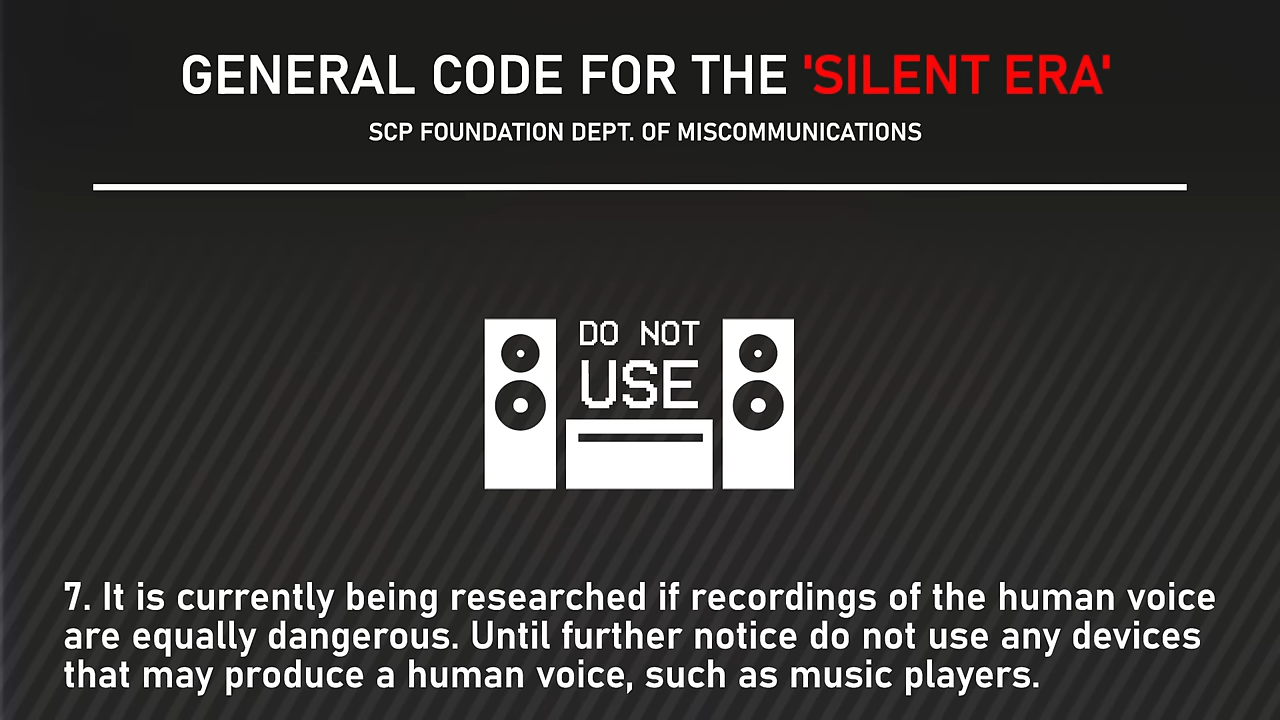 GENERAL CODE FOR THE 'SILENT ERA'
SCP FOUNDATION DEPT. OF MISCOMMUNICATIONS
DO NOT
USE
7. It is currently being researched if recordings of the human voice
are equally dangerous. Until further notice do not use any devices
that may produce a human voice, such as music players.